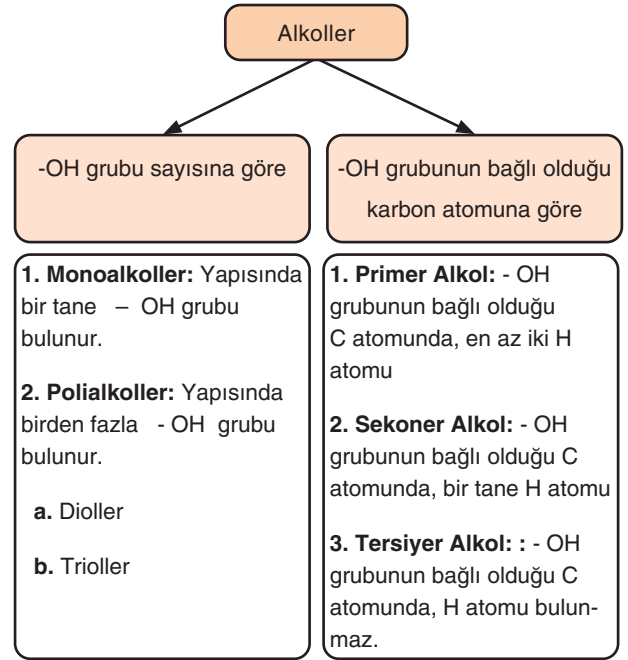 Alkoller
-OH grubu sayısına göre
-OH grubunun bağlı olduğu
karbon atomuna göre
1. Monoalkoller: Yapısında
bir tane – OH grubu
bulunur.
2. Polialkoller: Yapısında
birden fazla - OH grubu
bulunur.
a. Dioller
b. Trioller
1. Primer Alkol: - OH
grubunun bağlı olduğu
C atomunda, en az iki H
atomu
2. Sekoner Alkol: - OH
grubunun bağlı olduğu C
atomunda, bir tane H atomu
3. Tersiyer Alkol: : - OH
grubunun bağlı olduğu C
atomunda, H atomu bulun-
maz.